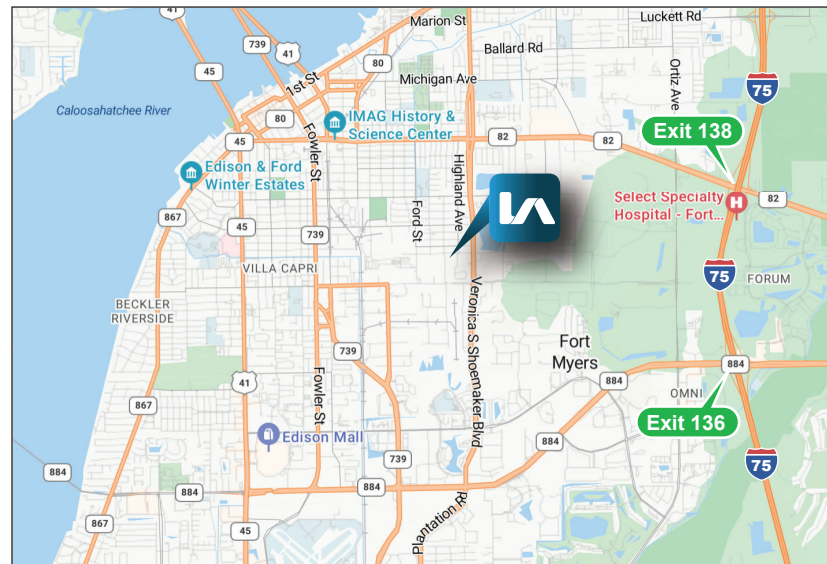 41
Marion St
Luckett Rd
739
41
Ballard Rd
45
80
Michigan Ave
Ortiz Ave
75
1st St
Caloosahatchee River
IMAG History &
Science Center
Exit 138
80
45
82
82
Fowler St
Highland Ave
Edison & Ford
Winter Estates
Select Specialty
Hospital - Fort...
82
867
45
739
Ford St
VILLA CAPRI
75
FORUM
BECKLER
RIVERSIDE
Veronica S Shoemaker Blvd
739
Fort
Myers
884
Fowler St
41
884
OMNI
867
Exit 136
Edison Mall
884
884
739
75
884
884
867
45
Plantation R